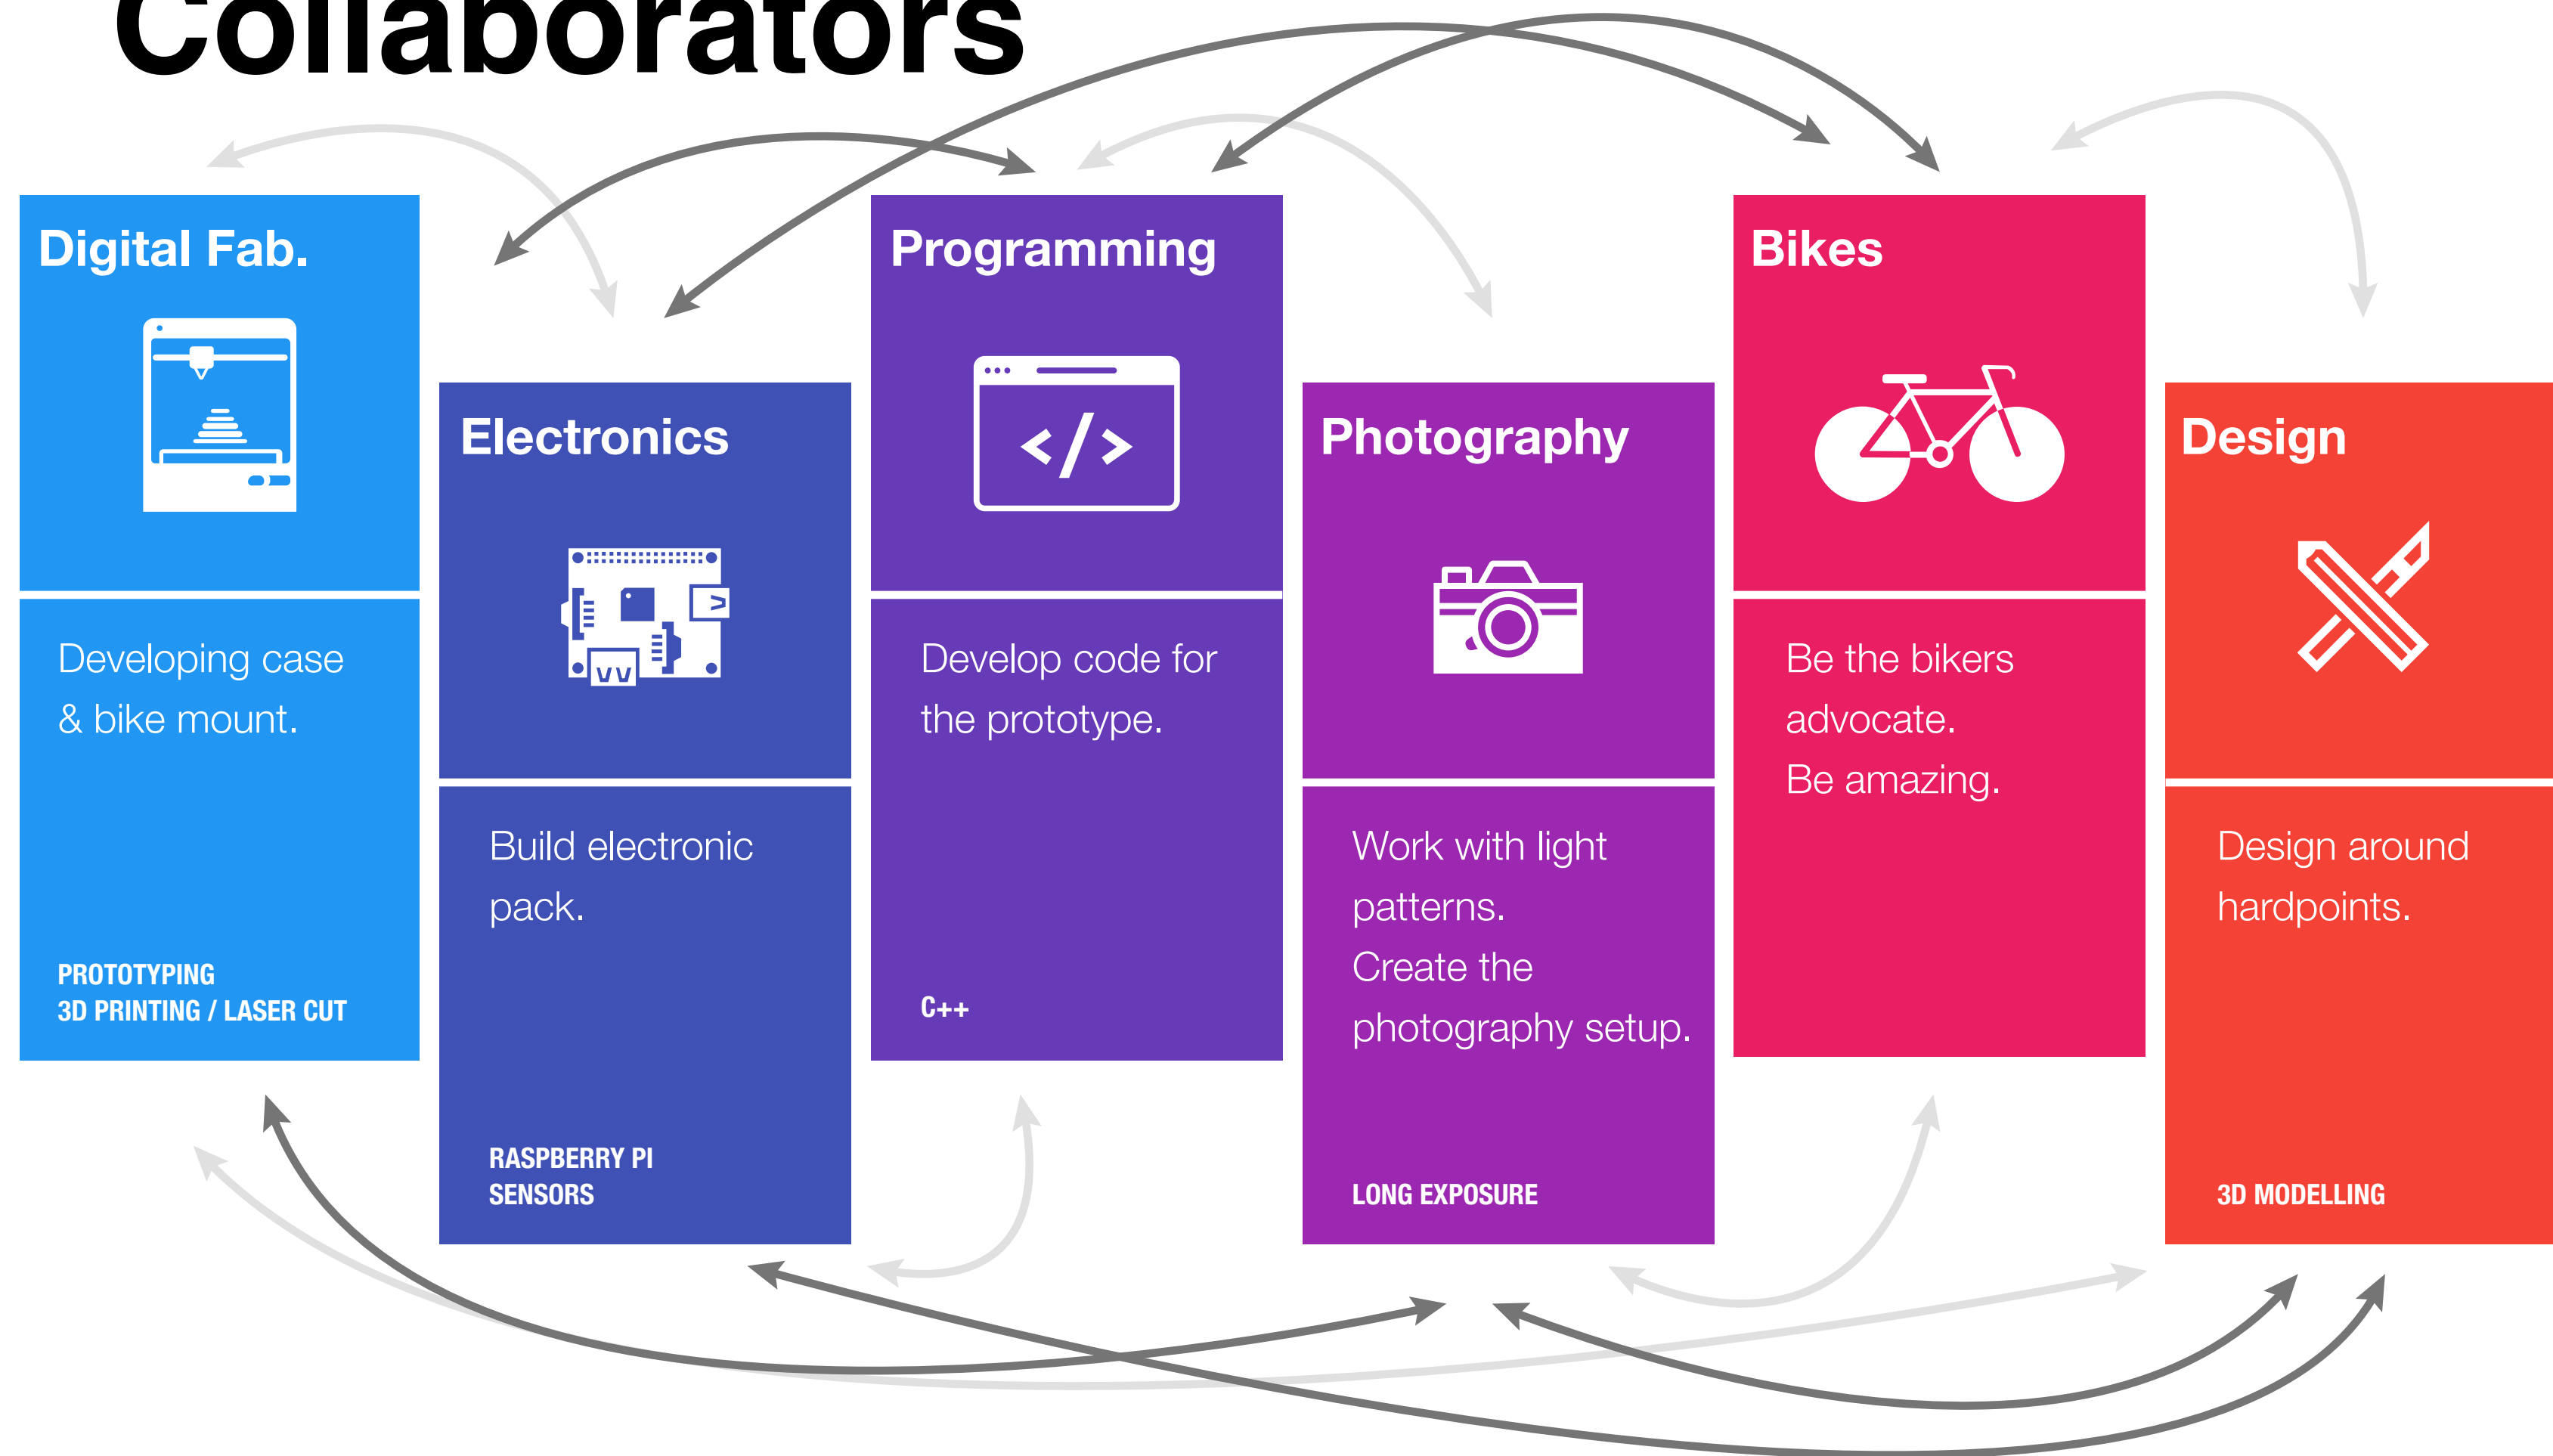 Collaborators
Digital Fab.
Developing case
& bike mount.
PROTOTYPING
3D PRINTING / LASER CUT
Electronics
Build electronic
pack.
RASPBERRY PI
SENSORS
Programming
</>
Develop code for
the prototype.
C++
Photography
Work with light
patterns.
Create the
photography setup.
LONG EXPOSURE
Bikes
Be the bikers
advocate.
Be amazing.
Design
Design around
hardpoints.
3D MODELLING